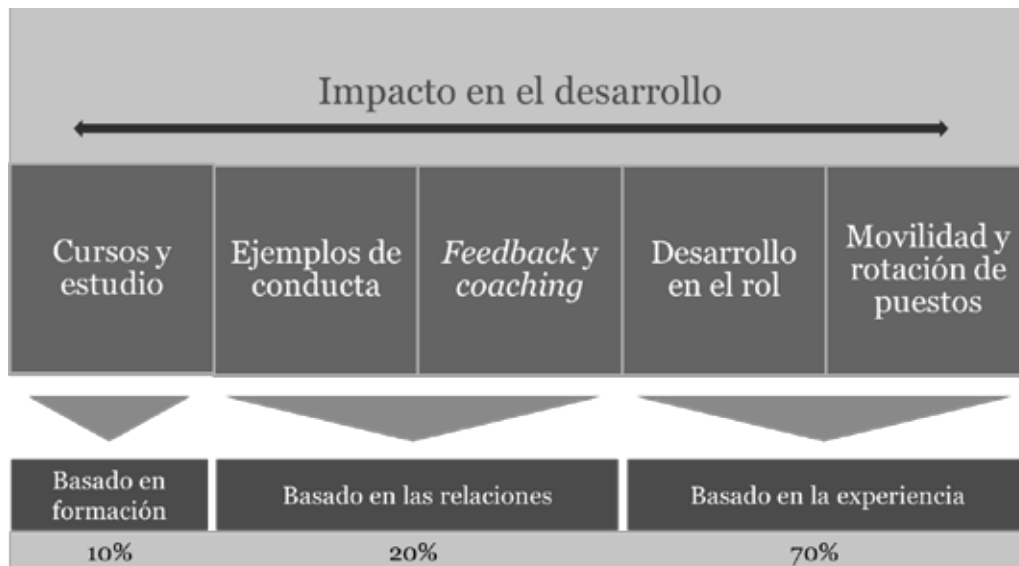 Impacto en el desarrollo
Cursos y
estudio
Ejemplos de
conducta
Feedback y
coaching
Desarrollo
en el rol
Movilidad y
rotación de
puestos
Basado en
formación
Basado en las relaciones
Basado en la experiencia
10%
20%
70%